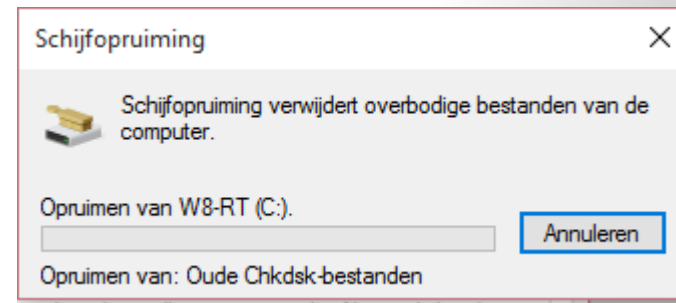 Schijfopruiming
Schijfopruiming verwijdert overbodige bestanden van de
computer.
Opruimen van W8-RT (C:).
Annuleren
Opruimen van: Oude Chkdsk-bestanden